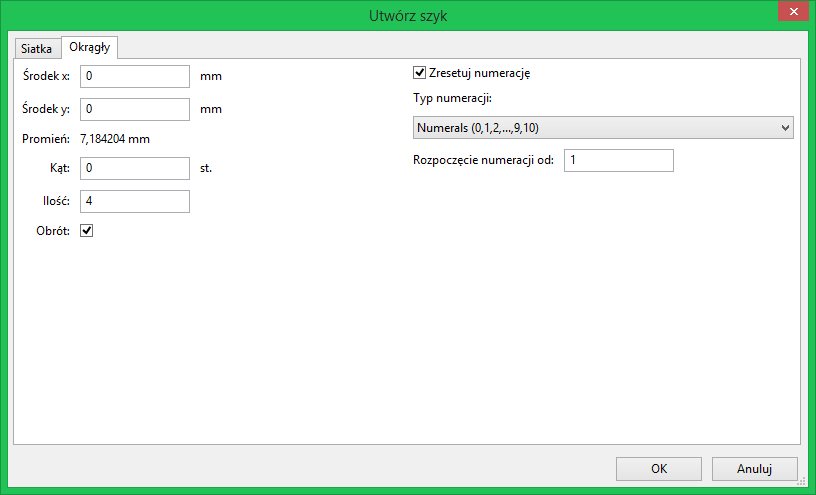 Utwórz szyk
Siatka
Okrągły
Środek x: 0 mm
Środek y: 0 mm
Promień: 7,184204 mm
Kąt: 0 st.
Ilość: 4
Obrót:
Zresetuj numerację
Typ numeracji:
Numerals (0,1,2,...,9,10)
Rozpoczęcie numeracji od: 1
OK
Anuluj